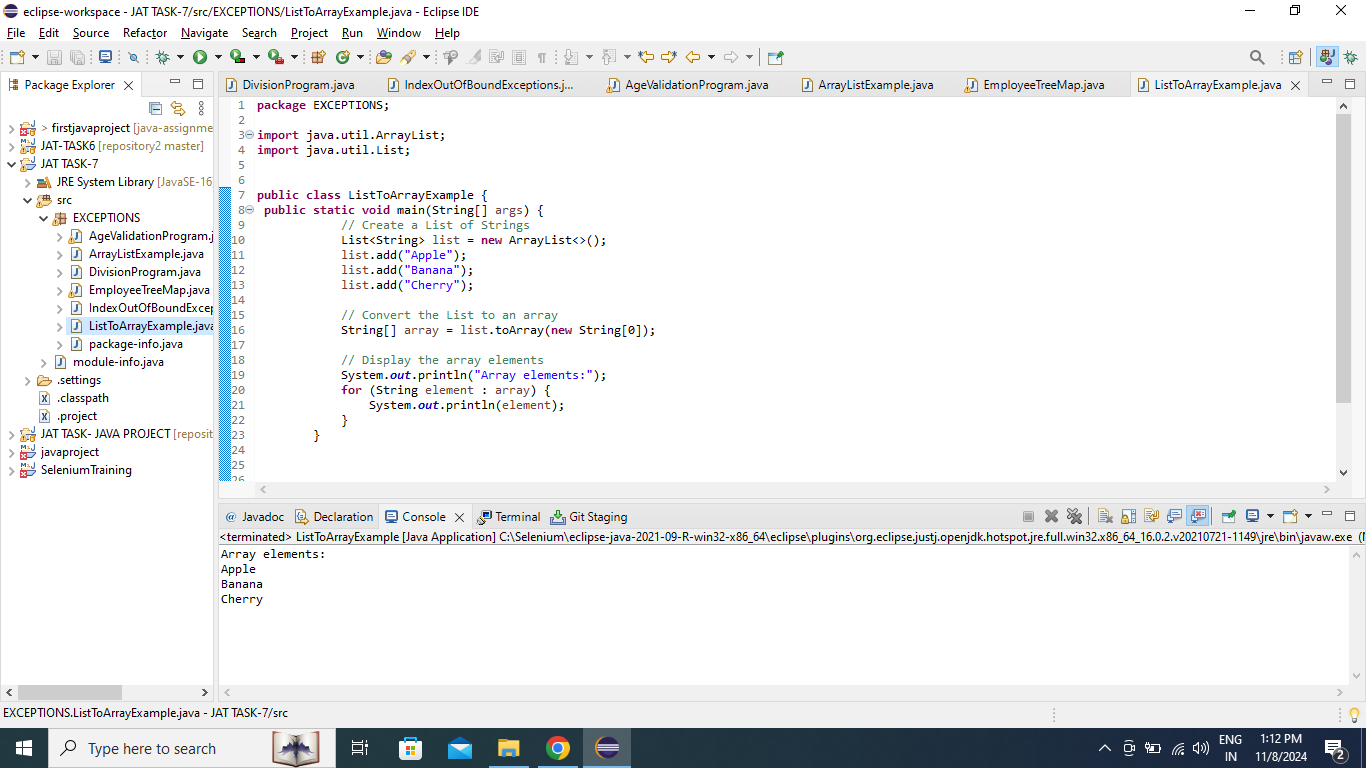 eclipse-workspace - JAT TASK-7/src/EXCEPTIONS/ListToArrayExample.java - Eclipse IDE
File Edit Source Refactor Navigate Search Project Run Window Help
Package Explorer
> firstjavaproject [java-assignme
JAT-TASK6 [repository2 master]
JAT TASK-7
JRE System Library [JavaSE-16
src
EXCEPTIONS
AgeValidationProgram.j
ArrayListExample.java
DivisionProgram.java
EmployeeTreeMap.java
IndexOutOfBoundExcep
ListToArrayExample.java
package-info.java
module-info.java
.settings
.classpath
.project
JAT TASK- JAVA PROJECT [reposit
javaproject
SeleniumTraining
DivisionProgram.java IndexOutOfBoundExceptions.j... AgeValidationProgram.java ArrayListExample.java EmployeeTreeMap.java ListToArrayExample.java
1 package EXCEPTIONS;
2
3 import java.util.ArrayList;
4 import java.util.List;
5
6
7 public class ListToArrayExample {
8 public static void main(String[] args) {
9 // Create a List of Strings
10 List<String> list = new ArrayList<>();
11 list.add("Apple");
12 list.add("Banana");
13 list.add("Cherry");
14
15 // Convert the List to an array
16 String[] array = list.toArray(new String[0]);
17
18 // Display the array elements
19 System.out.println("Array elements:");
20 for (String element : array) {
21 System.out.println(element);
22 }
23 }
24
25
26
@ Javadoc Declaration Console Terminal Git Staging
<terminated> ListToArrayExample [Java Application] C:\Selenium\eclipse-java-2021-09-R-win32-x86_64\eclipse\plugins\org.eclipse.justj.openjdk.hotspot.jre.full.win32.x86_64_16.0.2.v20210721-1149\jre\bin\javaw.exe (N
Array elements:
Apple
Banana
Cherry
EXCEPTIONS.ListToArrayExample.java - JAT TASK-7/src
Type here to search
ENG
IN
1:12 PM
11/8/2024
2